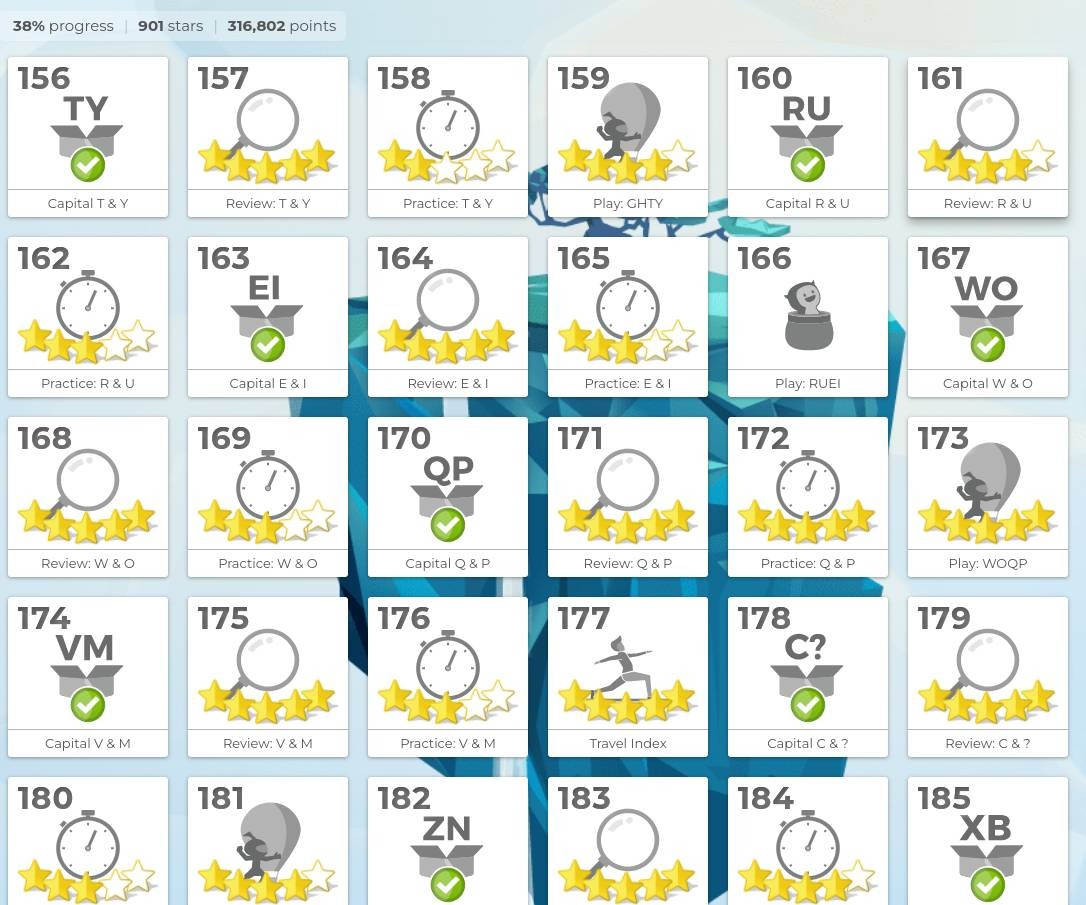 38% progress | 901 stars | 316,802 points
156 157 158 159 160 161
TY RU
Capital T & Y Review: T & Y Practice: T & Y Play: GHTY Capital R & U Review: R & U
162 163 164 165 166 167
EI WO
Practice: R & U Capital E & I Review: E & I Practice: E & I Play: RUEI Capital W & O
168 169 170 171 172 173
QP
Review: W & O Practice: W & O Capital Q & P Review: Q & P Practice: Q & P Play: WOQP
174 175 176 177 178 179
VM C?
Capital V & M Review: V & M Practice: V & M Travel Index Capital C & ? Review: C & ?
180 181 182 183 184 185
ZN XB